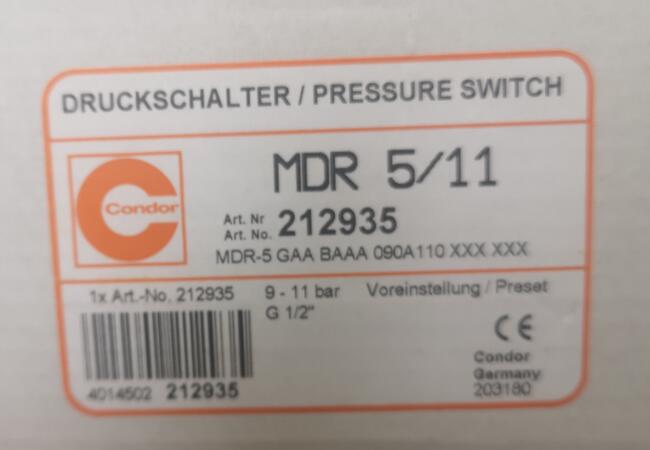 DRUCKSCHALTER / PRESSURE SWITCH
Condor
MDR 5/11
Art. Nr
Art. No. 212935
MDR-5 GAA BAAA 090A110 XXX XXX
1x Art.-No. 212935 9 - 11 bar Voreinstellung / Preset
G 1/2"
CE
Condor
Germany
203180
4014502 212935